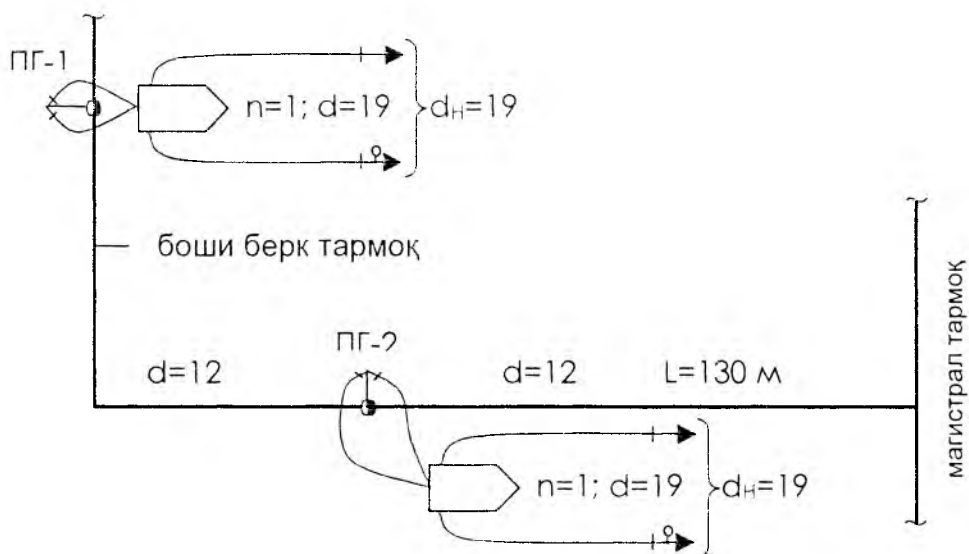 ПГ-1
n=1; d=19
dн=19
боши берк тармоқ
ПГ-2
d=12
d=12
L=130 м
n=1; d=19
dн=19
магистрал тармоқ